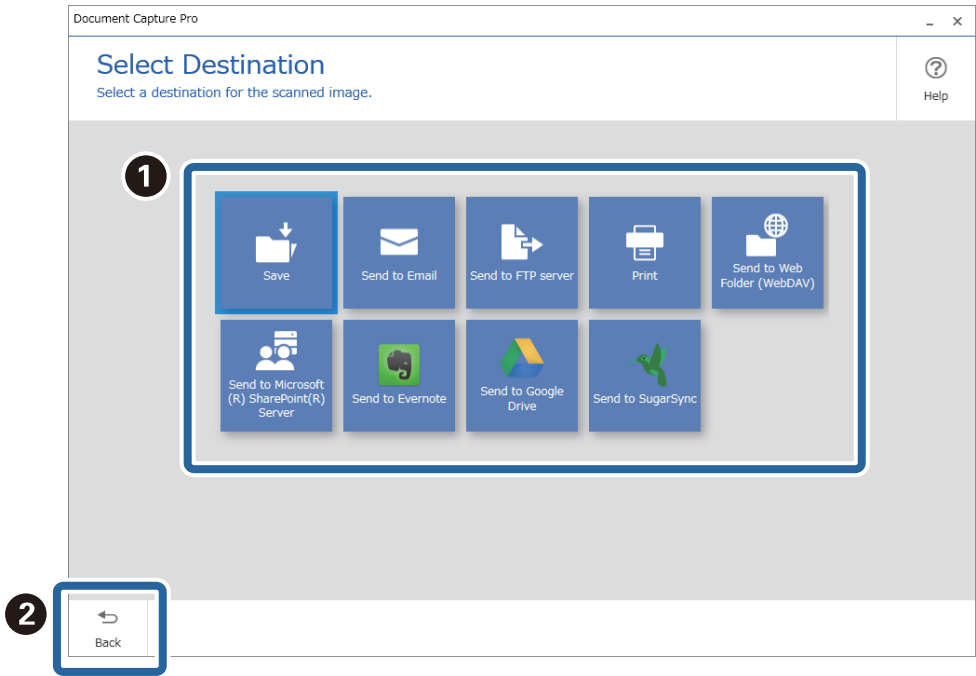 Document Capture Pro
Select Destination
Select a destination for the scanned image.
Help
1
Save
Send to Email
Send to FTP server
Print
Send to Web
Folder (WebDAV)
Send to Microsoft
(R) SharePoint(R)
Server
Send to Evernote
Send to Google
Drive
Send to SugarSync
2
Back